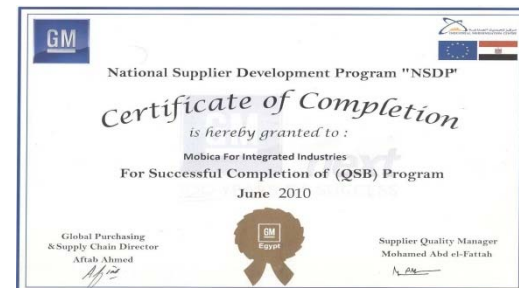 GM
National Supplier Development Program "NSDP"
Certificate of Completion
is hereby granted to :
Mobica For Integrated Industries
For Successful Completion of (QSB) Program
June 2010
Global Purchasing
& Supply Chain Director
Aftab Ahmed
GM
Egypt
Supplier Quality Manager
Mohamed Abd el-Fattah